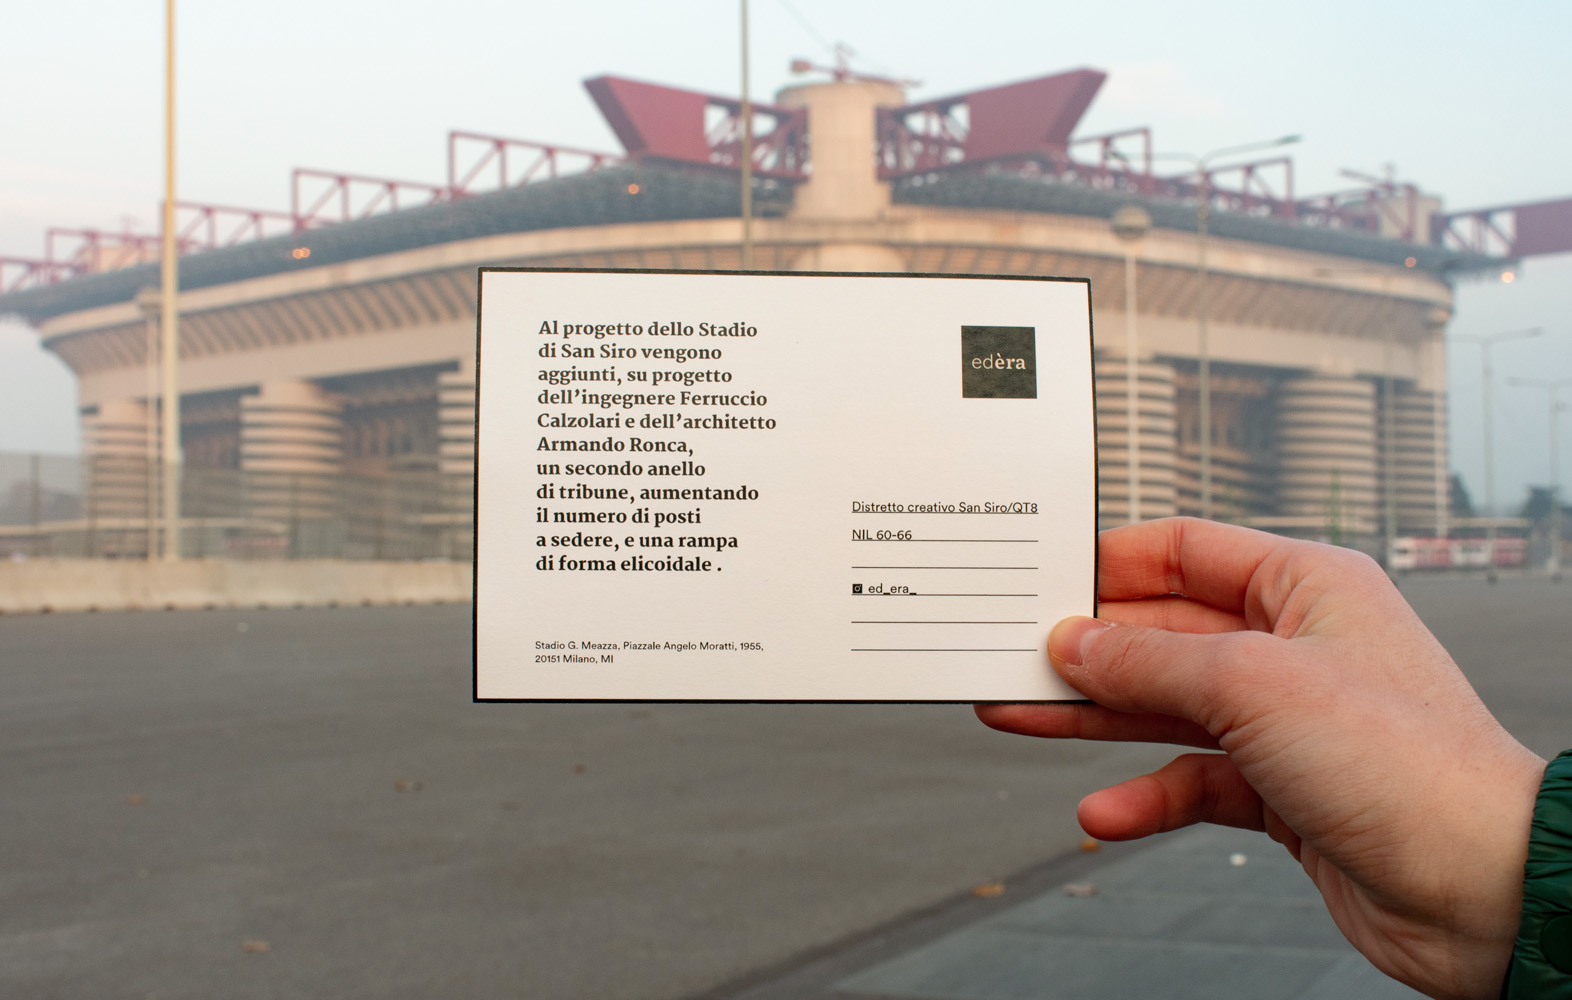 Al progetto dello Stadio
di San Siro vengono
aggiunti, su progetto
dell’ingegnere Ferruccio
Calzolari e dell’architetto
Armando Ronca,
un secondo anello
di tribune, aumentando
il numero di posti
a sedere, e una rampa
di forma elicoidale .
Stadio G. Meazza, Piazzale Angelo Moratti, 1955,
20151 Milano, MI
edèra
Distretto creativo San Siro/QT8
NIL 60-66
ed_era_